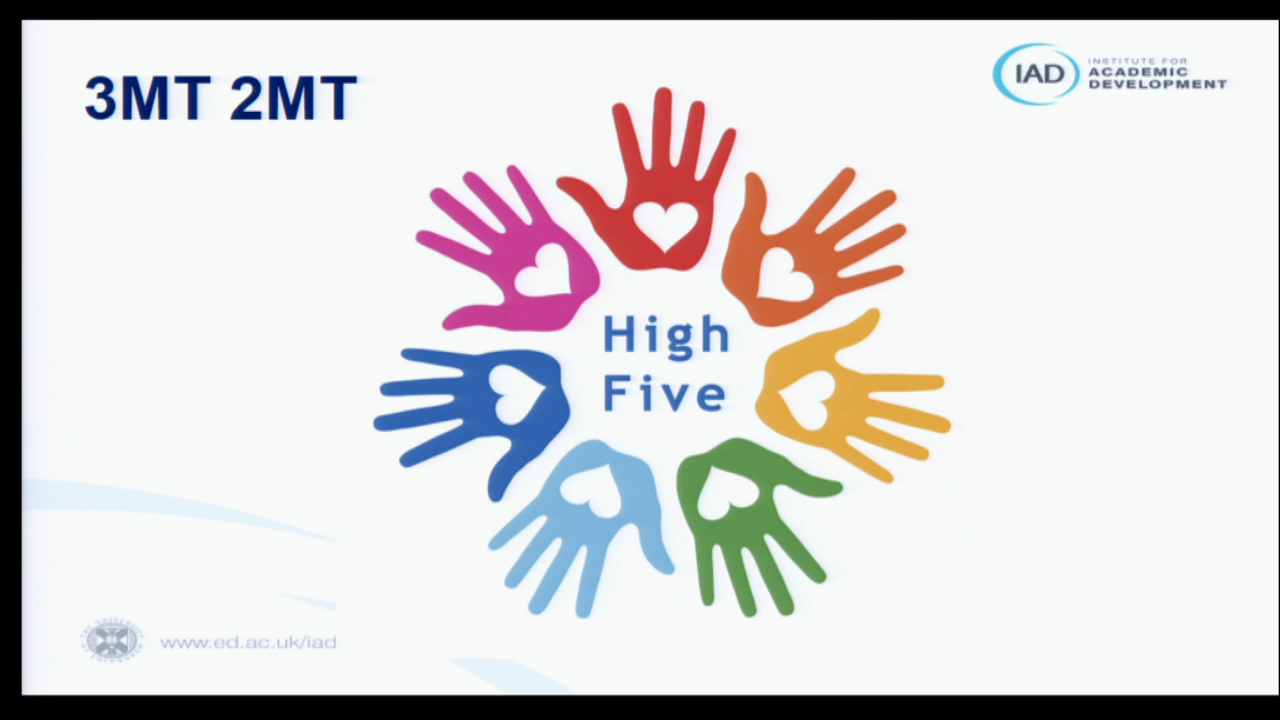 3MT 2MT
IAD
INSTITUTE FOR
ACADEMIC
DEVELOPMENT
High
Five
www.ed.ac.uk/iad